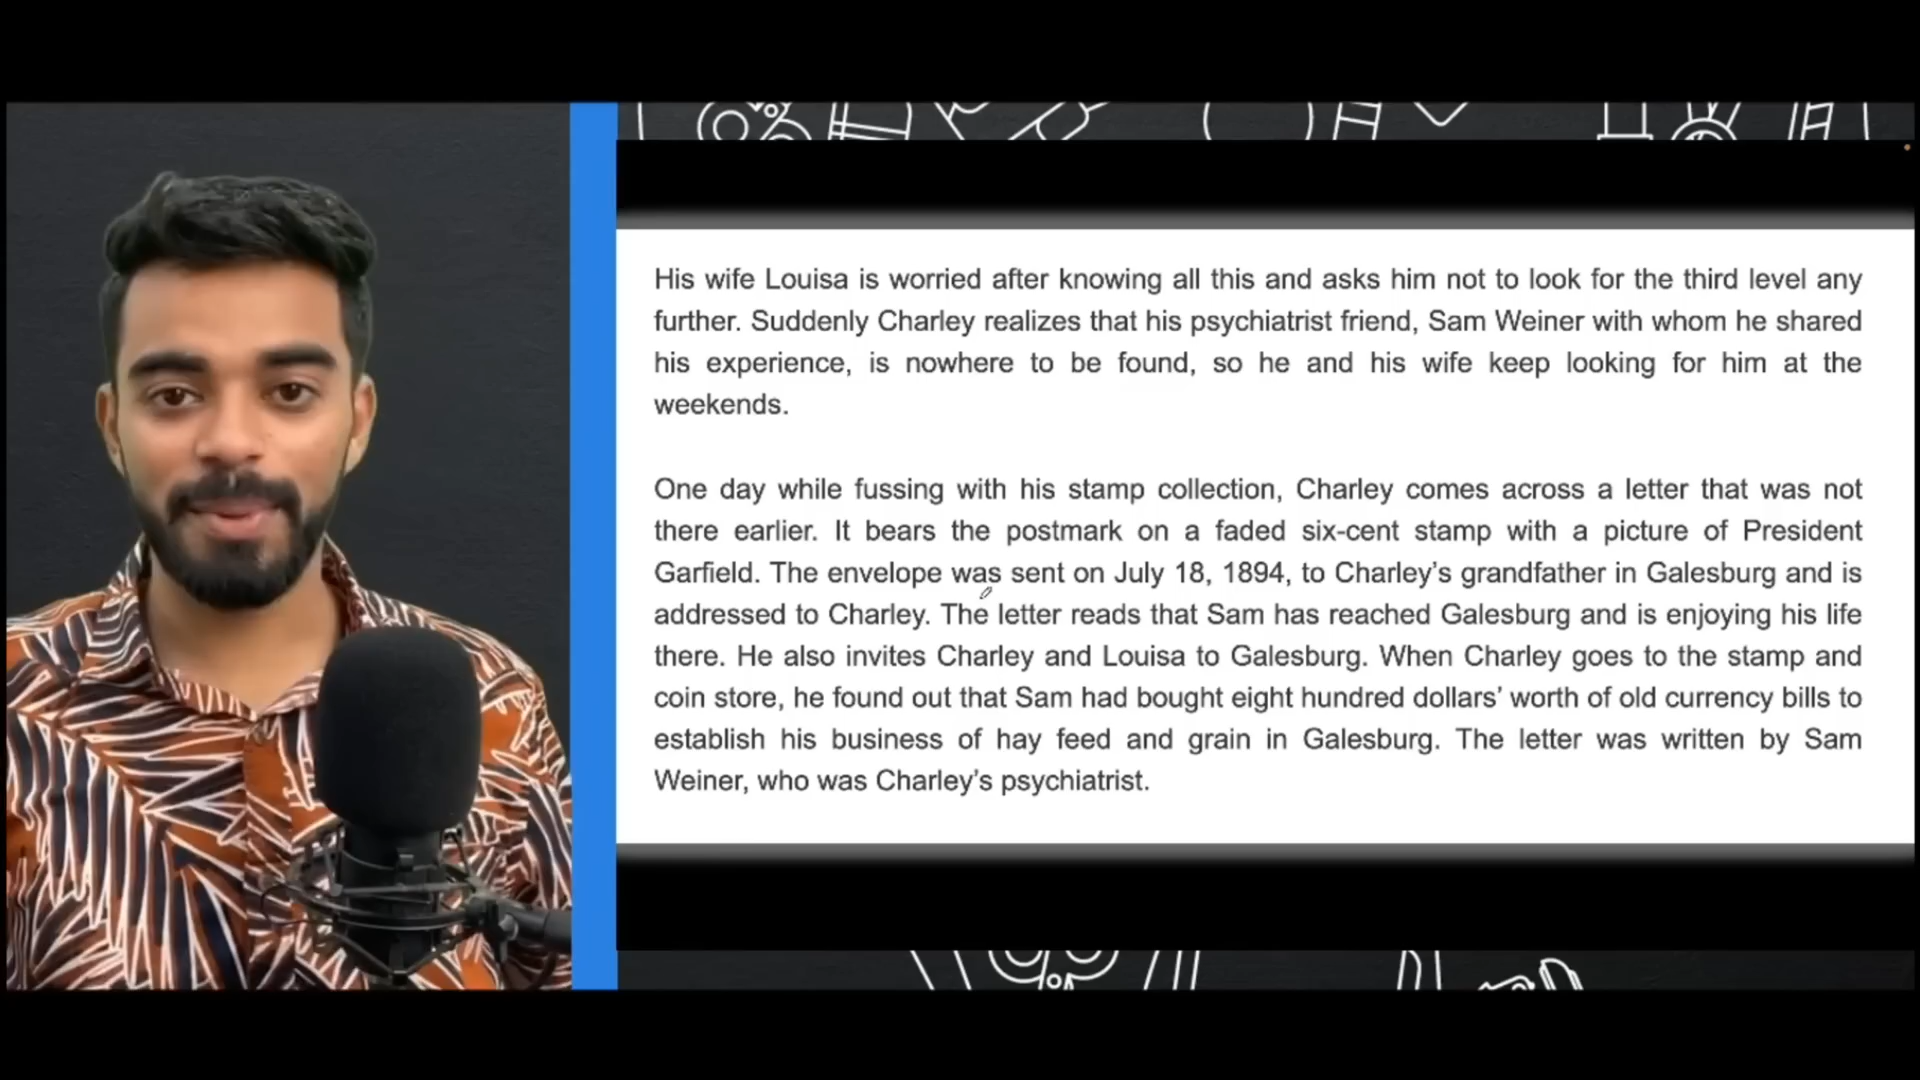 His wife Louisa is worried after knowing all this and asks him not to look for the third level any
further. Suddenly Charley realizes that his psychiatrist friend, Sam Weiner with whom he shared
his experience, is nowhere to be found, so he and his wife keep looking for him at the
weekends.
One day while fussing with his stamp collection, Charley comes across a letter that was not
there earlier. It bears the postmark on a faded six-cent stamp with a picture of President
Garfield. The envelope was sent on July 18, 1894, to Charley’s grandfather in Galesburg and is
addressed to Charley. The letter reads that Sam has reached Galesburg and is enjoying his life
there. He also invites Charley and Louisa to Galesburg. When Charley goes to the stamp and
coin store, he found out that Sam had bought eight hundred dollars’ worth of old currency bills to
establish his business of hay feed and grain in Galesburg. The letter was written by Sam
Weiner, who was Charley’s psychiatrist.